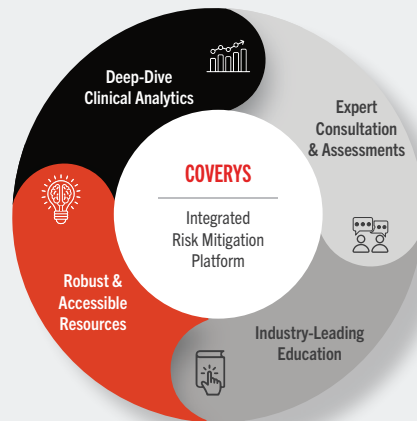 Deep-Dive
Clinical Analytics
Expert
Consultation
& Assessments
COVERYS
Integrated
Risk Mitigation
Platform
Robust &
Accessible
Resources
Industry-Leading
Education